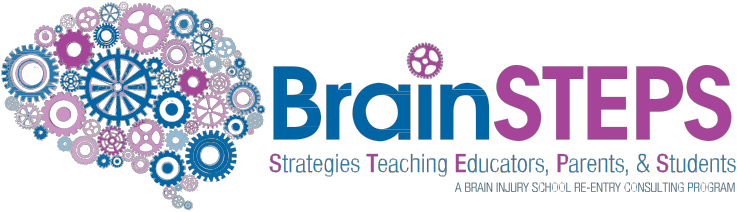 BrainSTEPS
Strategies Teaching Educators, Parents, & Students
A BRAIN INJURY SCHOOL RE-ENTRY CONSULTING PROGRAM